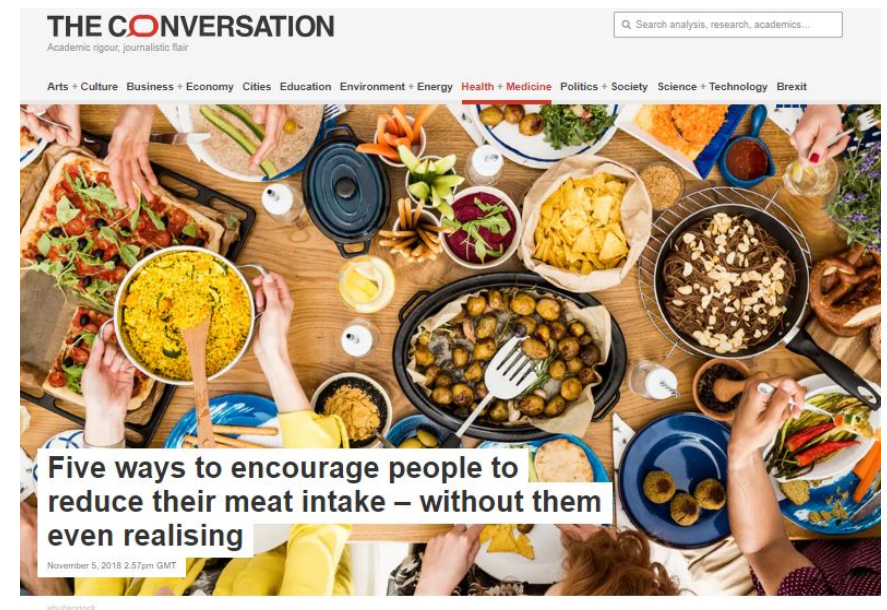 THE CONVERSATION
Academic rigour, journalistic flair
Search analysis, research, academics...
Arts + Culture Business + Economy Cities Education Environment + Energy Health + Medicine Politics + Society Science + Technology Brexit
Five ways to encourage people to
reduce their meat intake – without them
even realising
November 5, 2018 2.57pm GMT
shutterstock